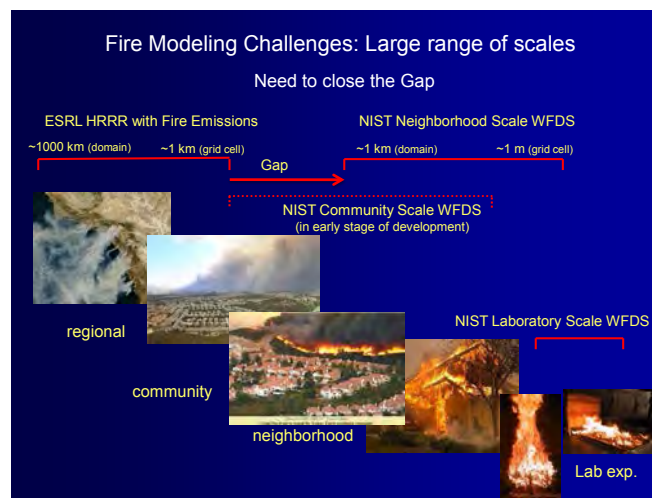 Fire Modeling Challenges: Large range of scales
Need to close the Gap
ESRL HRRR with Fire Emissions
NIST Neighborhood Scale WFDS
~1000 km (domain)
~1 km (grid cell)
~1 km (domain)
~1 m (grid cell)
Gap
NIST Community Scale WFDS
(in early stage of development)
regional
NIST Laboratory Scale WFDS
community
neighborhood
Lab exp.